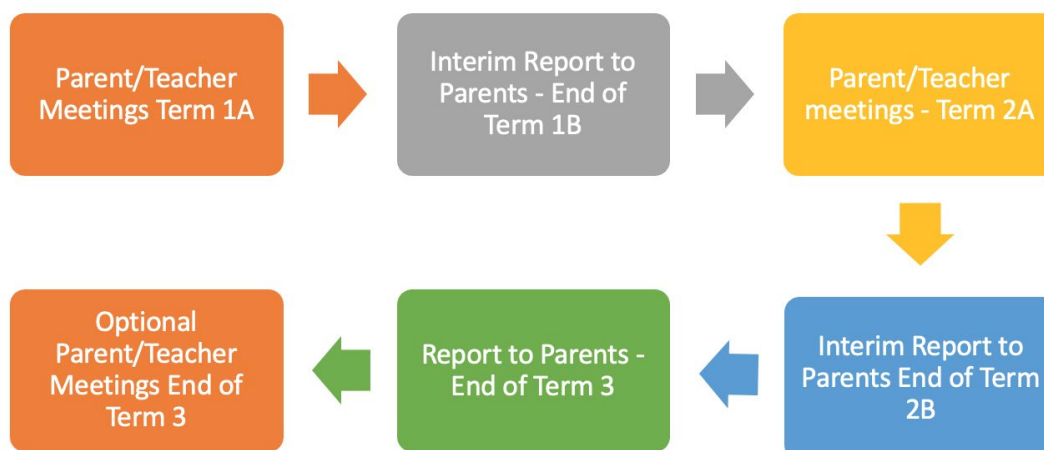 Parent/Teacher
Meetings Term 1A
Interim Report to
Parents - End of
Term 1B
Parent/Teacher
meetings - Term 2A
Interim Report to
Parents End of Term
2B
Report to Parents -
End of Term 3
Optional
Parent/Teacher
Meetings End of
Term 3